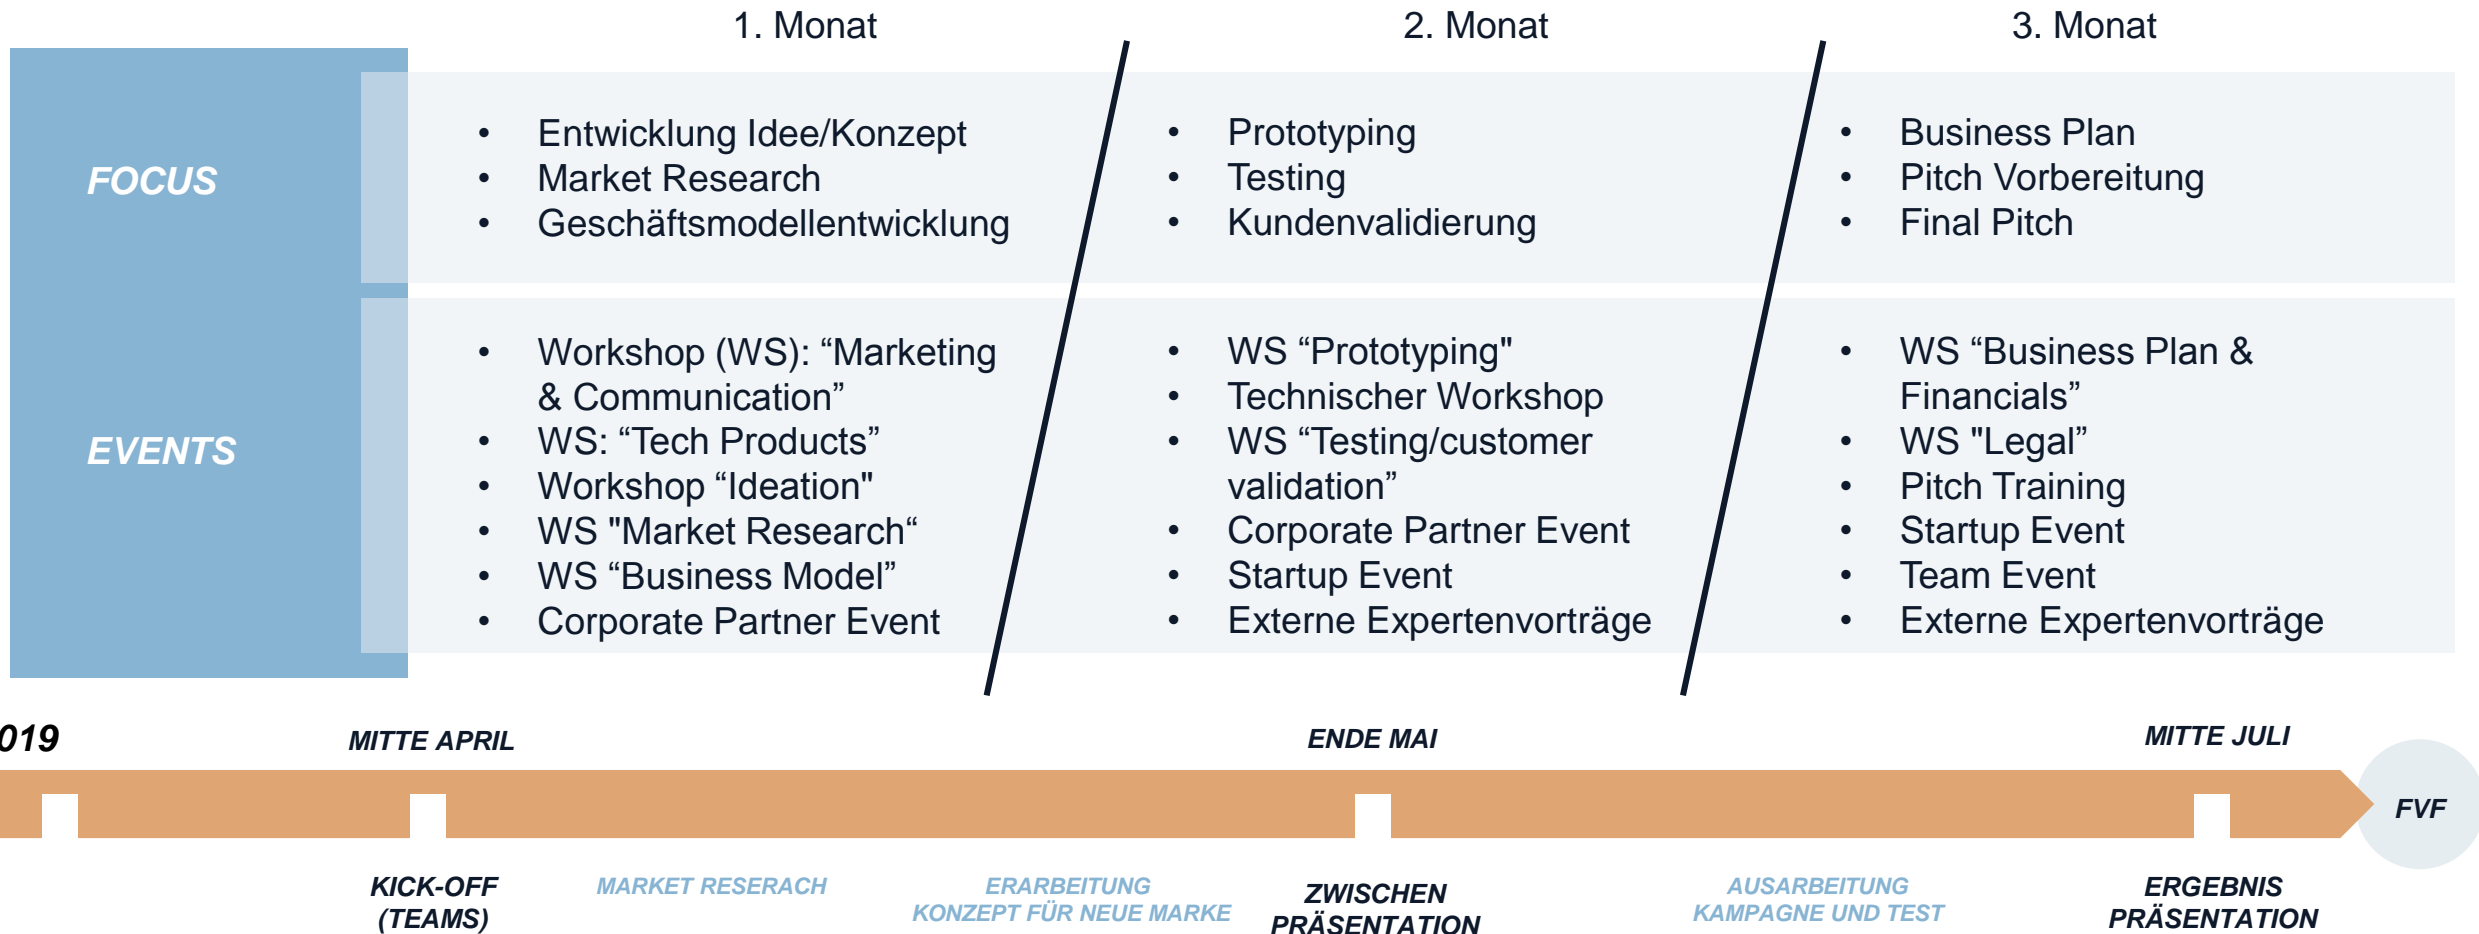 1. Monat
2. Monat
3. Monat
FOCUS
• Entwicklung Idee/Konzept
• Market Research
• Geschäftsmodellentwicklung
• Prototyping
• Testing
• Kundenvalidierung
• Business Plan
• Pitch Vorbereitung
• Final Pitch
EVENTS
• Workshop (WS): “Marketing
& Communication”
• WS: “Tech Products”
• Workshop “Ideation"
• WS "Market Research“
• WS “Business Model”
• Corporate Partner Event
• WS “Prototyping"
• Technischer Workshop
• WS “Testing/customer
validation”
• Corporate Partner Event
• Startup Event
• Externe Expertenvorträge
• WS “Business Plan &
Financials”
• WS "Legal”
• Pitch Training
• Startup Event
• Team Event
• Externe Expertenvorträge
019
MITTE APRIL
ENDE MAI
MITTE JULI
FVF
KICK-OFF
(TEAMS)
MARKET RESERACH
ERARBEITUNG
KONZEPT FÜR NEUE MARKE
ZWISCHEN
PRÄSENTATION
AUSARBEITUNG
KAMPAGNE UND TEST
ERGEBNIS
PRÄSENTATION